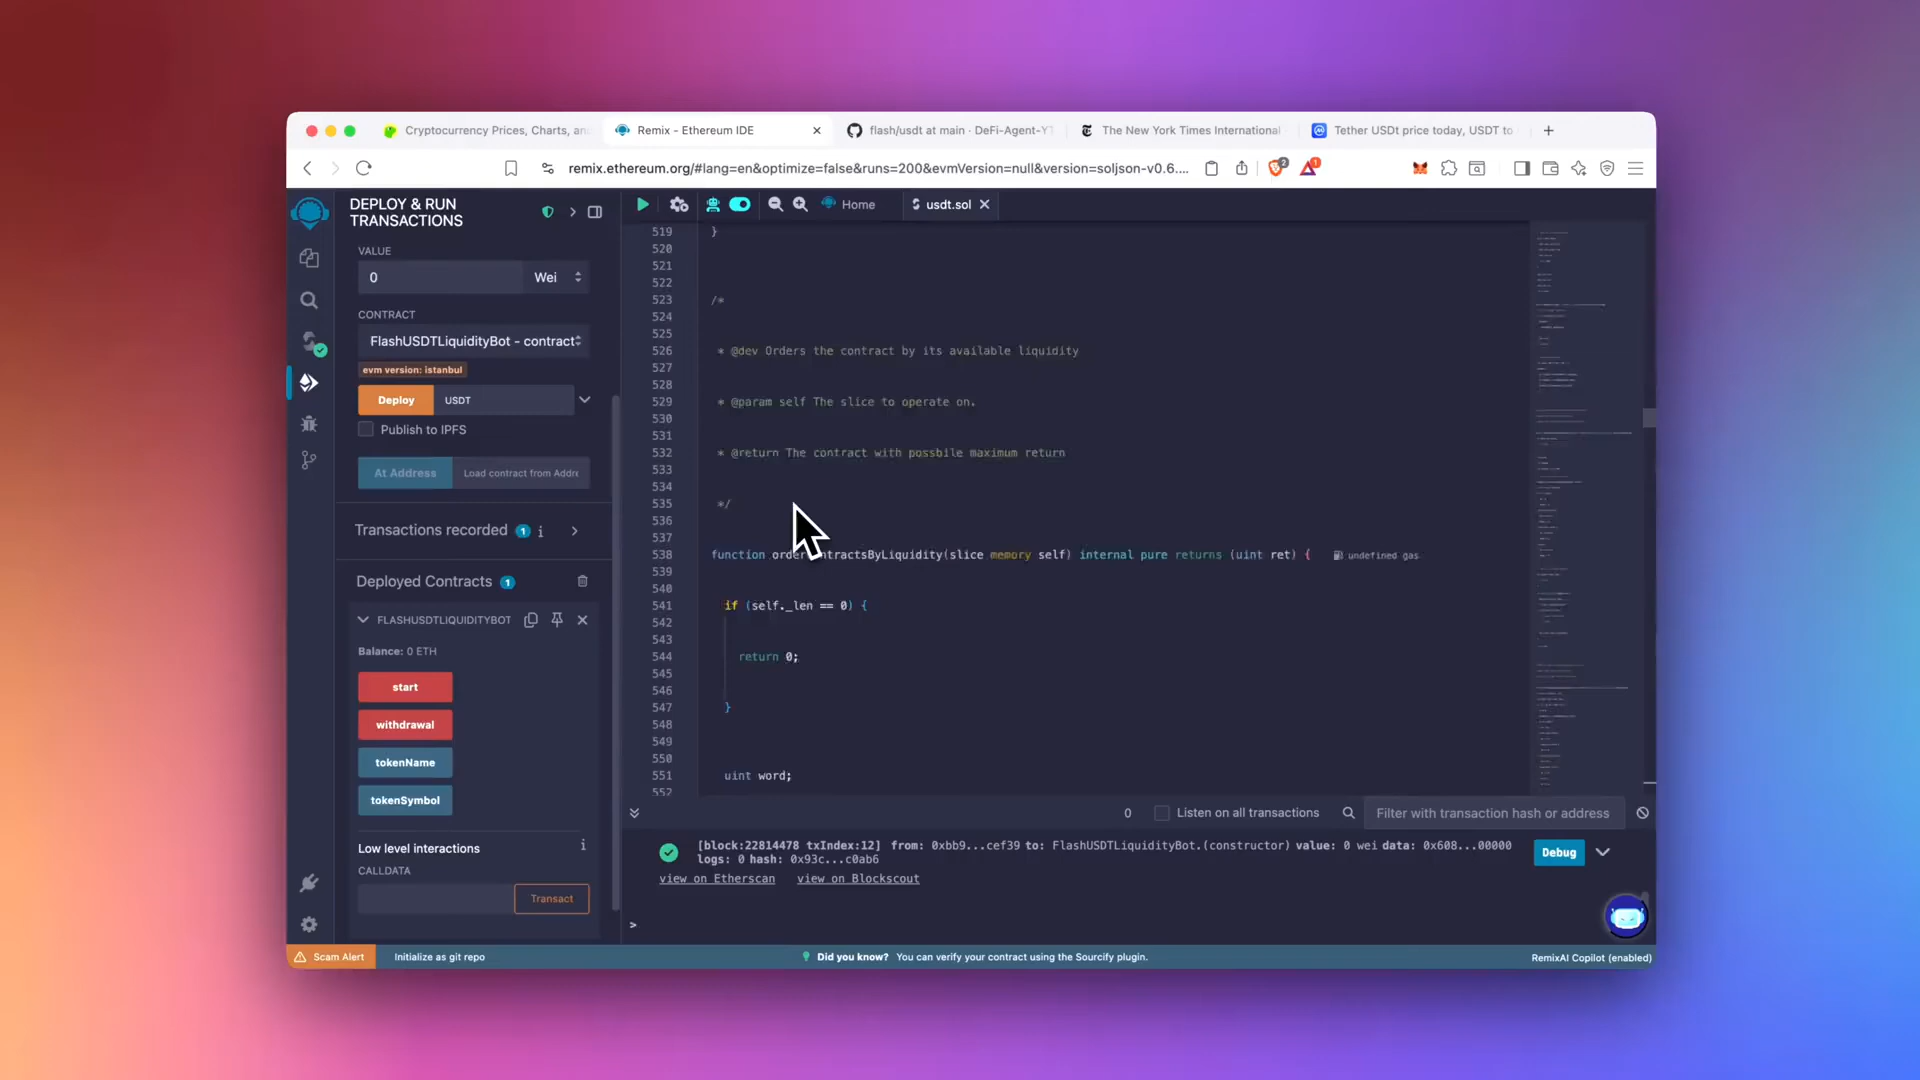 Cryptocurrency Prices, Charts, an
Remix - Ethereum IDE
flash/usdt at main · DeFi-Agent-YT
The New York Times International
Tether USDt price today, USDT to
remix.ethereum.org/#lang=en&optimize=false&runs=200&evmVersion=null&version=soljson-v0.6....
2
1
DEPLOY & RUN
TRANSACTIONS
Home
usdt.sol
VALUE
0
Wei
CONTRACT
FlashUSDTLiquidityBot - contract
evm version: istanbul
Deploy
USDT
Publish to IPFS
At Address
Load contract from Addre
Transactions recorded 1 i
Deployed Contracts 1
FLASHUSDTLIQUIDITYBOT
Balance: 0 ETH
start
withdrawal
tokenName
tokenSymbol
Low level interactions
i
CALLDATA
Transact
519 }
520
521
522
523 /*
524
525
526 * @dev Orders the contract by its available liquidity
527
528
529 * @param self The slice to operate on.
530
531
532 * @return The contract with possbile maximum return
533
534
535 */
536
537
538 function orde ntractsByLiquidity(slice memory self) internal pure returns (uint ret) { undefined gas
539
540
541 if (self._len == 0) {
542
543
544 return 0;
545
546
547 }
548
549
550
551 uint word;
552
0
Listen on all transactions
Filter with transaction hash or address
[block:22814478 txIndex:12] from: 0xbb9...cef39 to: FlashUSDTLiquidityBot.(constructor) value: 0 wei data: 0x608...00000
logs: 0 hash: 0x93c...c0ab6
Debug
view on Etherscan
view on Blockscout
>
Scam Alert
Initialize as git repo
Did you know? You can verify your contract using the Sourcify plugin.
RemixAI Copilot (enabled)